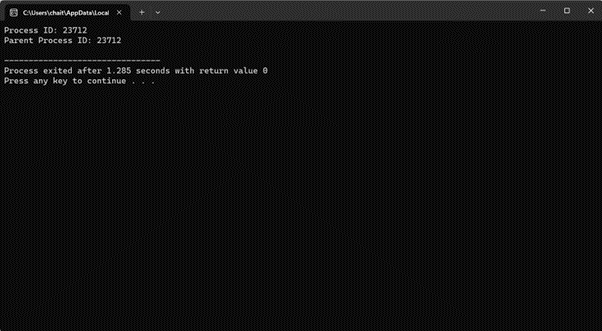 C:\Users\chait\AppData\Local
Process ID: 23712
Parent Process ID: 23712
--------------------------------
Process exited after 1.285 seconds with return value 0
Press any key to continue . . .